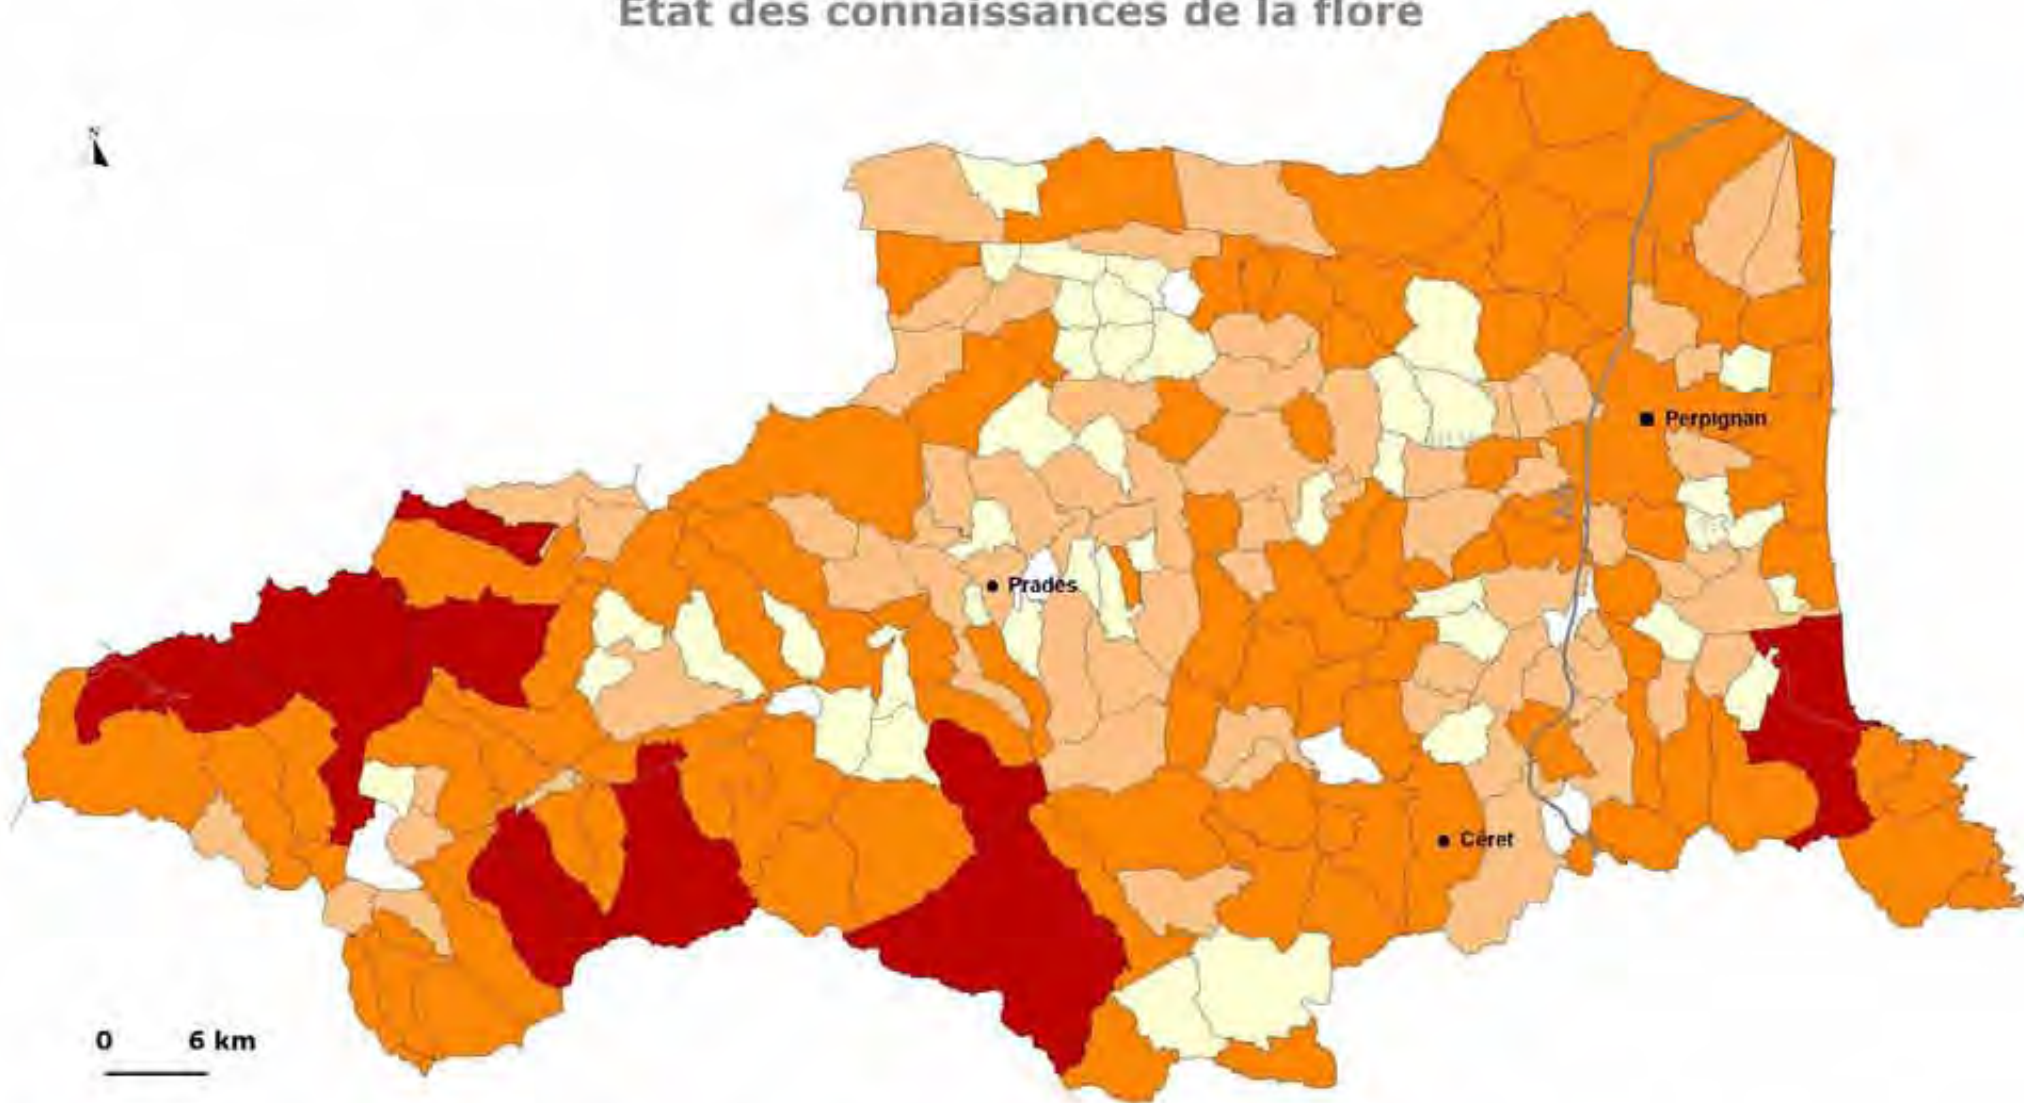 Etat des connaissances de la flore
N
Perpignan
Prades
Céret
0 6 km